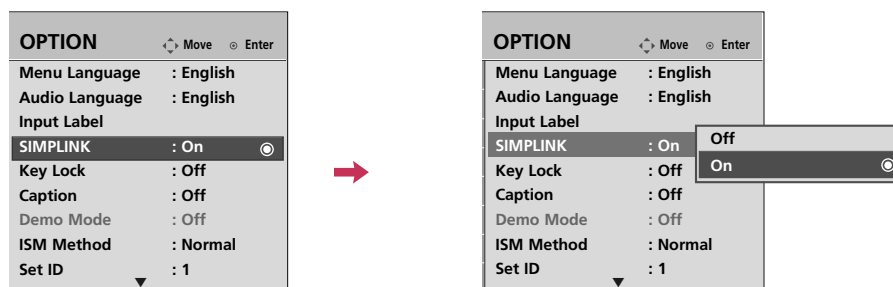 OPTION Move Enter
Menu Language : English
Audio Language : English
Input Label
SIMPLINK : On
Key Lock : Off
Caption : Off
Demo Mode : Off
ISM Method : Normal
Set ID : 1
OPTION Move Enter
Menu Language : English
Audio Language : English
Input Label
SIMPLINK : On
Key Lock : Off
Caption : Off
Demo Mode : Off
ISM Method : Normal
Set ID : 1
Off
On